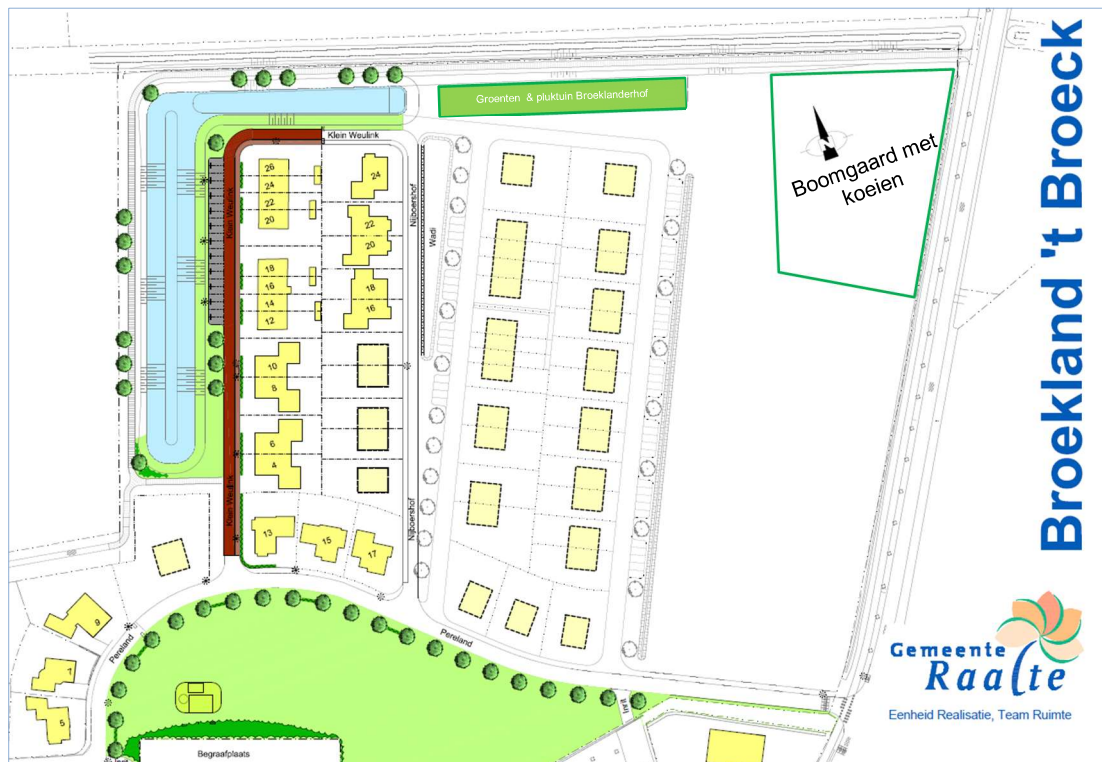 Broekland 't Broeck
Groenten & pluktuin Broeklanderhof
Boomgaard met
koeien
N
Klein Weulink
Klein Weulink
Klein Weulink
Nijboershof
Nijboershof
Wadi
26
24
22
20
18
16
14
12
10
8
6
4
24
22
20
18
16
13
15
17
9
7
5
Pereland
Pereland
Inrit
Inrit
Begraafplaats
Gemeente
Raalte
Eenheid Realisatie, Team Ruimte